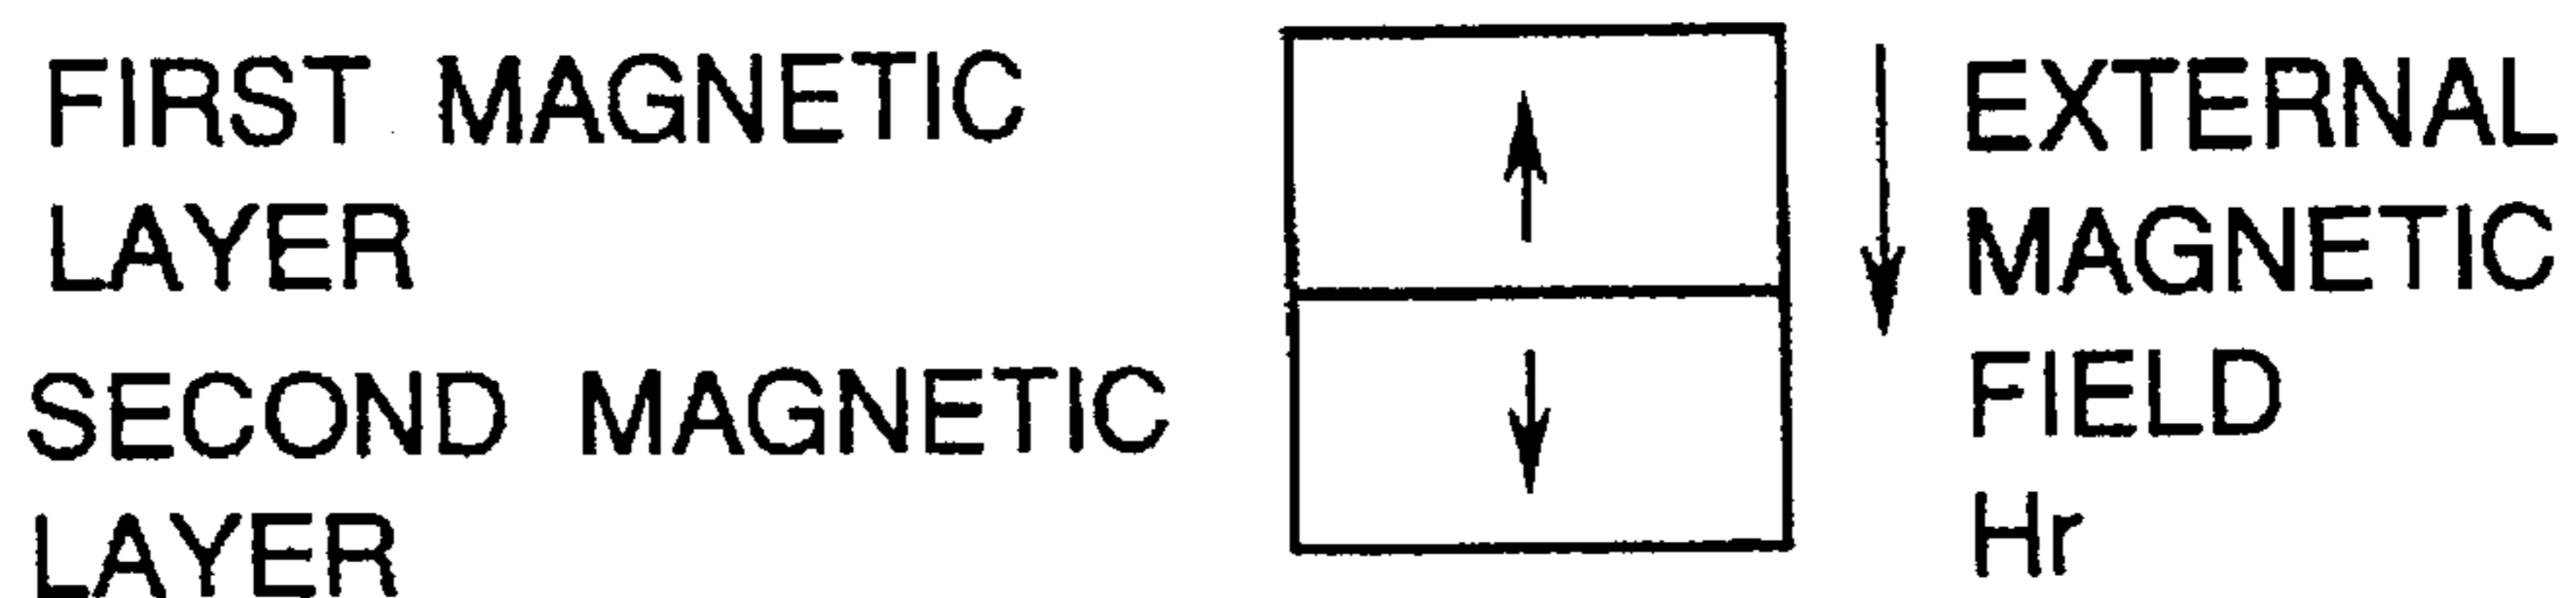 FIRST MAGNETIC
LAYER
SECOND MAGNETIC
LAYER
EXTERNAL
MAGNETIC
FIELD
Hr